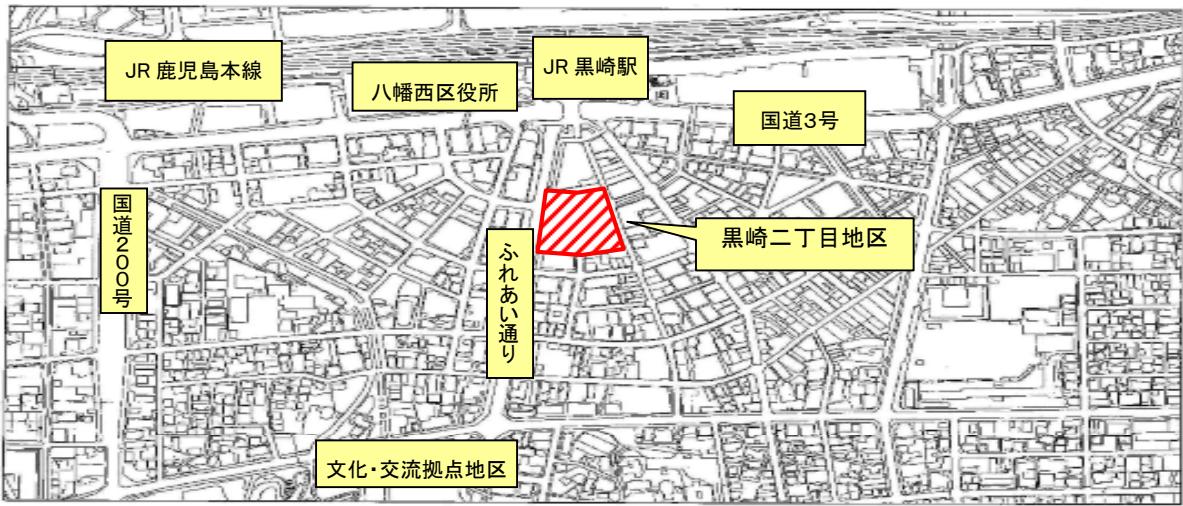 JR 鹿児島本線
八幡西区役所
JR 黒崎駅
国道3号
国道200号
ふれあい通り
黒崎二丁目地区
文化・交流拠点地区